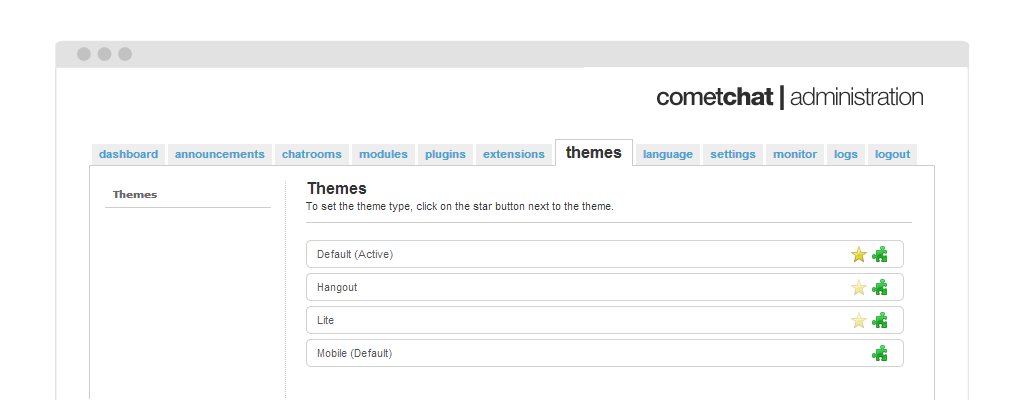 cometchat | administration
dashboard announcements chatrooms modules plugins extensions themes language settings monitor logs logout
Themes
Themes
To set the theme type, click on the star button next to the theme.
Default (Active)
Hangout
Lite
Mobile (Default)